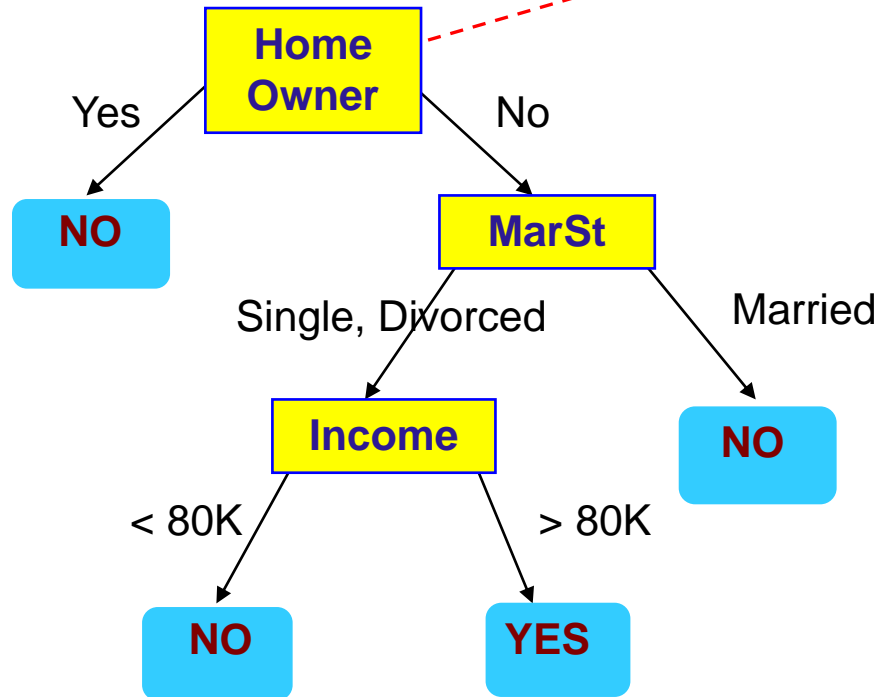 Home
Owner
Yes
No
NO
MarSt
Single, Divorced
Married
Income
NO
< 80K
> 80K
NO
YES